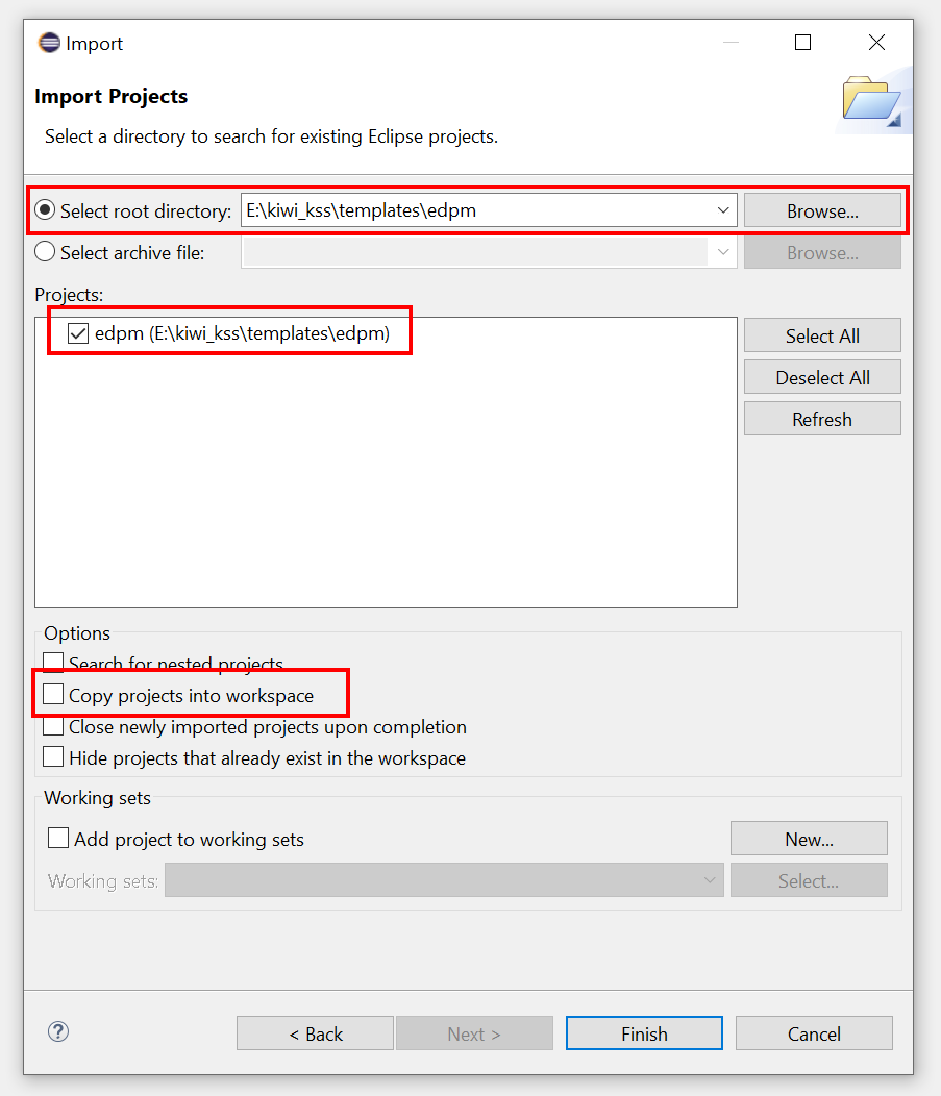 Import
Import Projects
Select a directory to search for existing Eclipse projects.
Select root directory: E:\kiwi_kss\templates\edpm Browse...
Select archive file: Browse...
Projects:
edpm (E:\kiwi_kss\templates\edpm)
Select All
Deselect All
Refresh
Options
Search for nested projects
Copy projects into workspace
Close newly imported projects upon completion
Hide projects that already exist in the workspace
Working sets
Add project to working sets New...
Working sets: Select...
? < Back Next > Finish Cancel